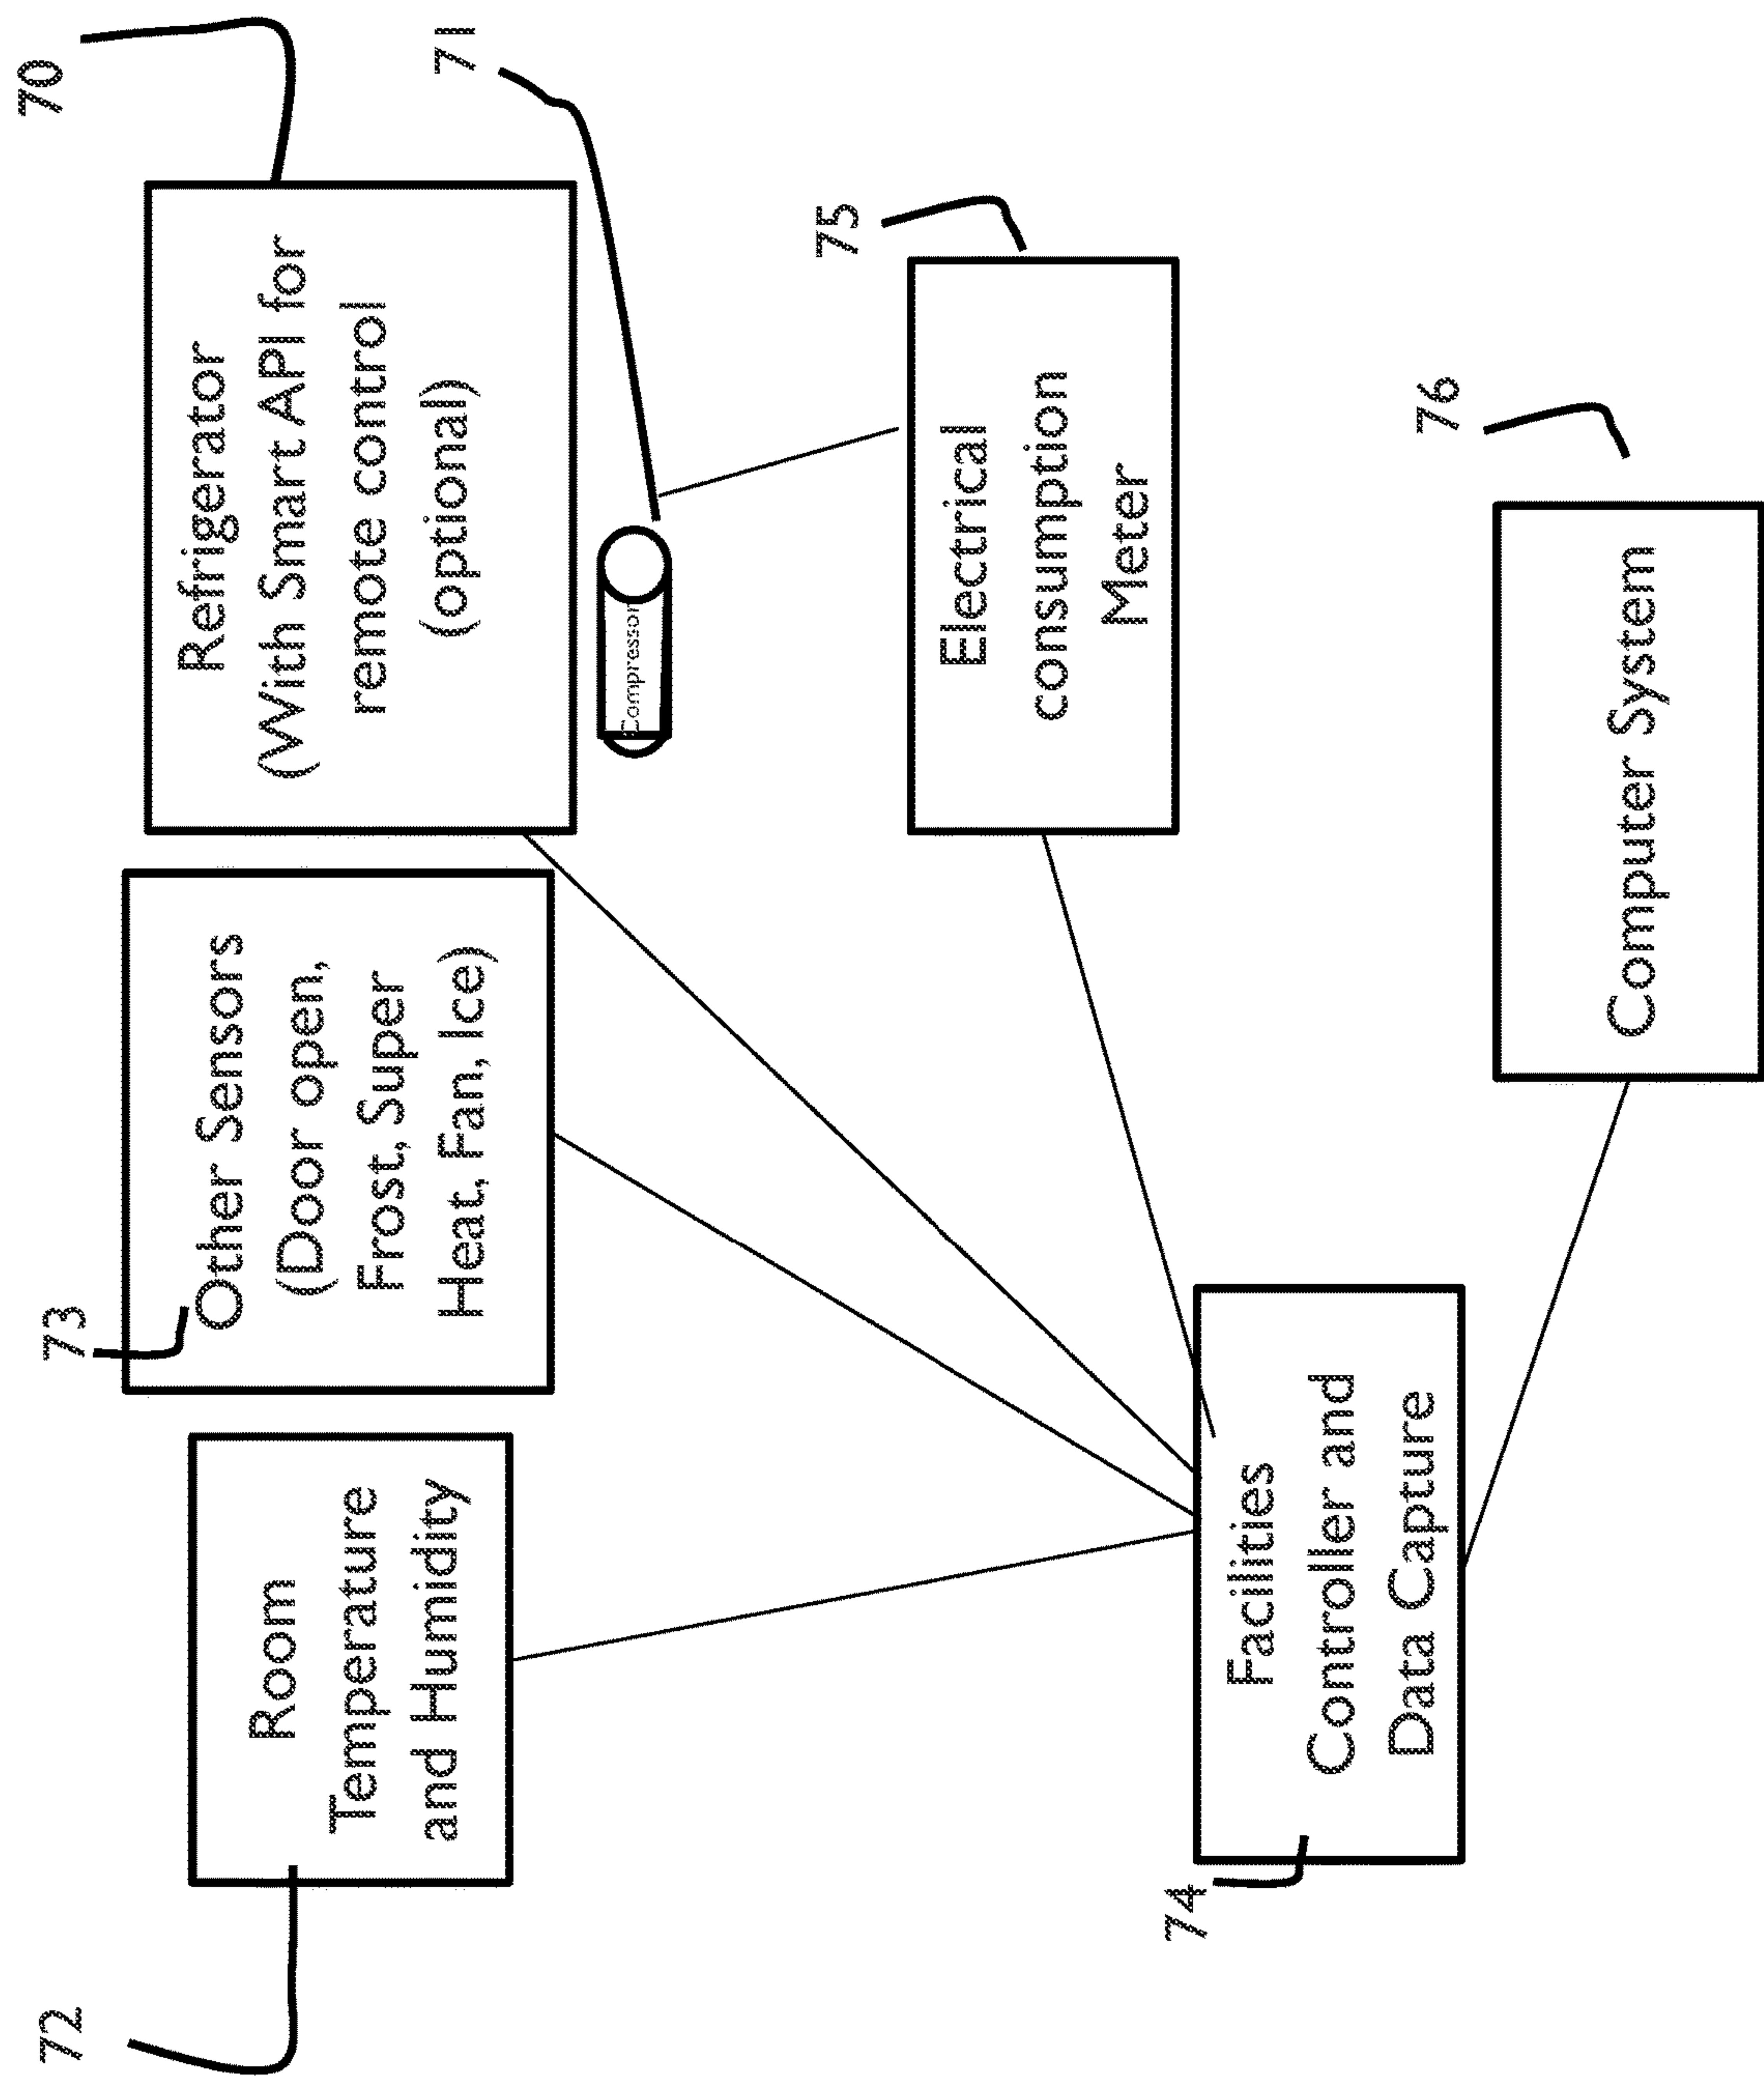 70
Refrigerator
(With Smart API for
remote control
(optional)
71
Compressor
73
Other Sensors
(Door open,
Frost, Super
Heat, Fan, Ice)
72
Room
Temperature
and Humidity
75
Electrical
consumption
Meter
74
Facilities
Controller and
Data Capture
76
Computer System